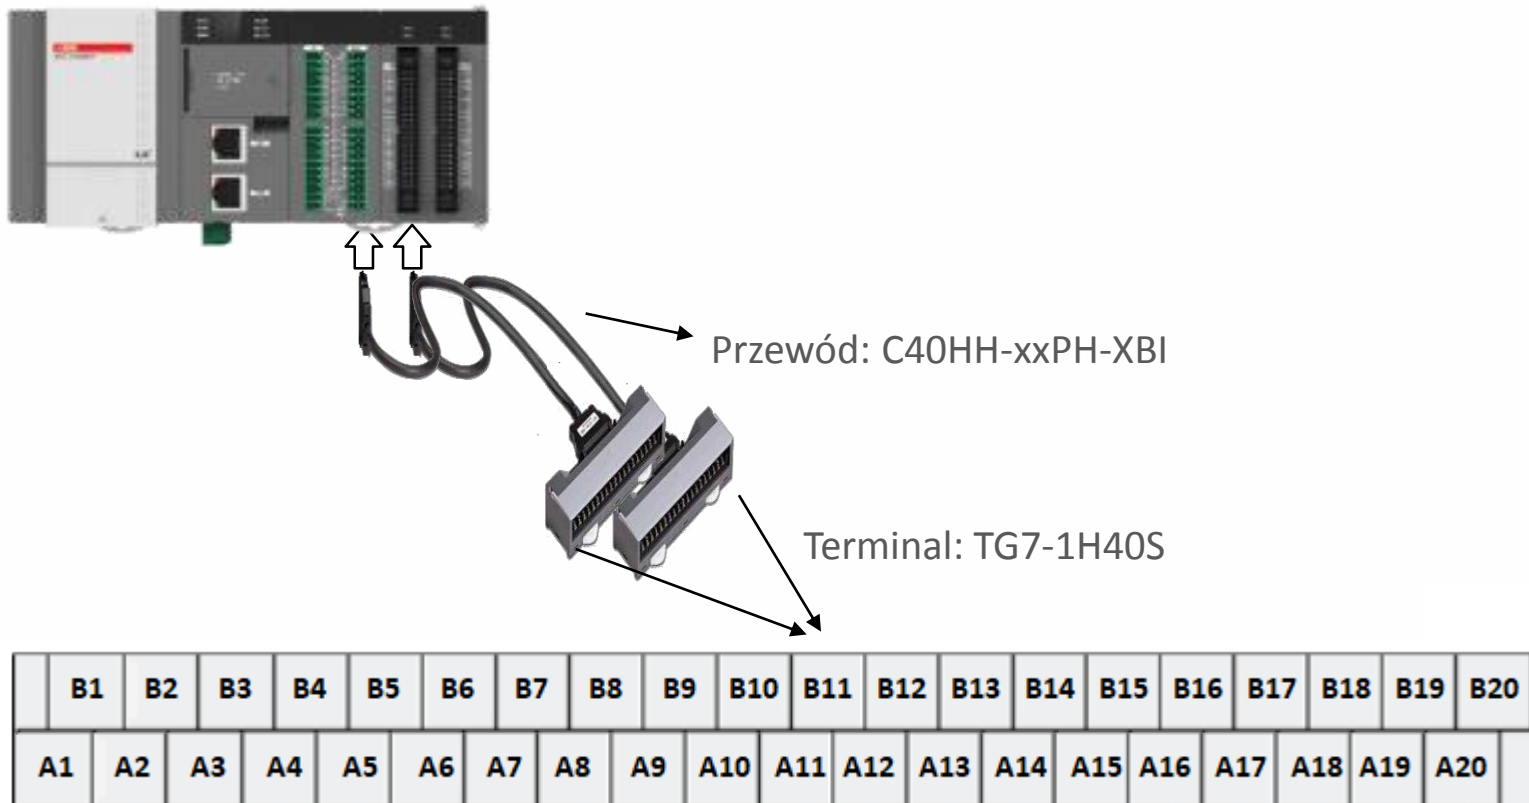 Przewód: C40HH-xxPH-XBI
Terminal: TG7-1H40S
B1 B2 B3 B4 B5 B6 B7 B8 B9 B10 B11 B12 B13 B14 B15 B16 B17 B18 B19 B20
A1 A2 A3 A4 A5 A6 A7 A8 A9 A10 A11 A12 A13 A14 A15 A16 A17 A18 A19 A20